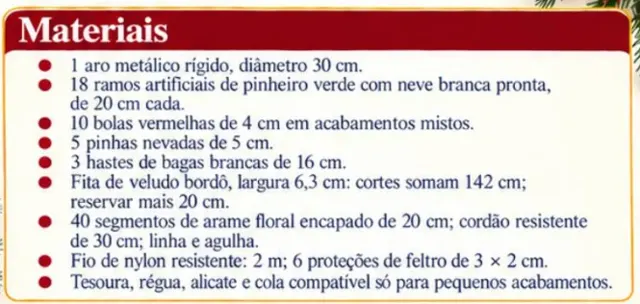 Materiais
● 1 aro metálico rígido, diâmetro 30 cm.
● 18 ramos artificiais de pinheiro verde com neve branca pronta,
de 20 cm cada.
● 10 bolas vermelhas de 4 cm em acabamentos mistos.
● 5 pinhas nevadas de 5 cm.
● 3 hastes de bagas brancas de 16 cm.
● Fita de veludo bordô, largura 6,3 cm: cortes somam 142 cm;
reservar mais 20 cm.
● 40 segmentos de arame floral encapado de 20 cm; cordão resistente
de 30 cm; linha e agulha.
● Fio de nylon resistente: 2 m; 6 proteções de feltro de 3 × 2 cm.
● Tesoura, régua, alicate e cola compatível só para pequenos acabamentos.